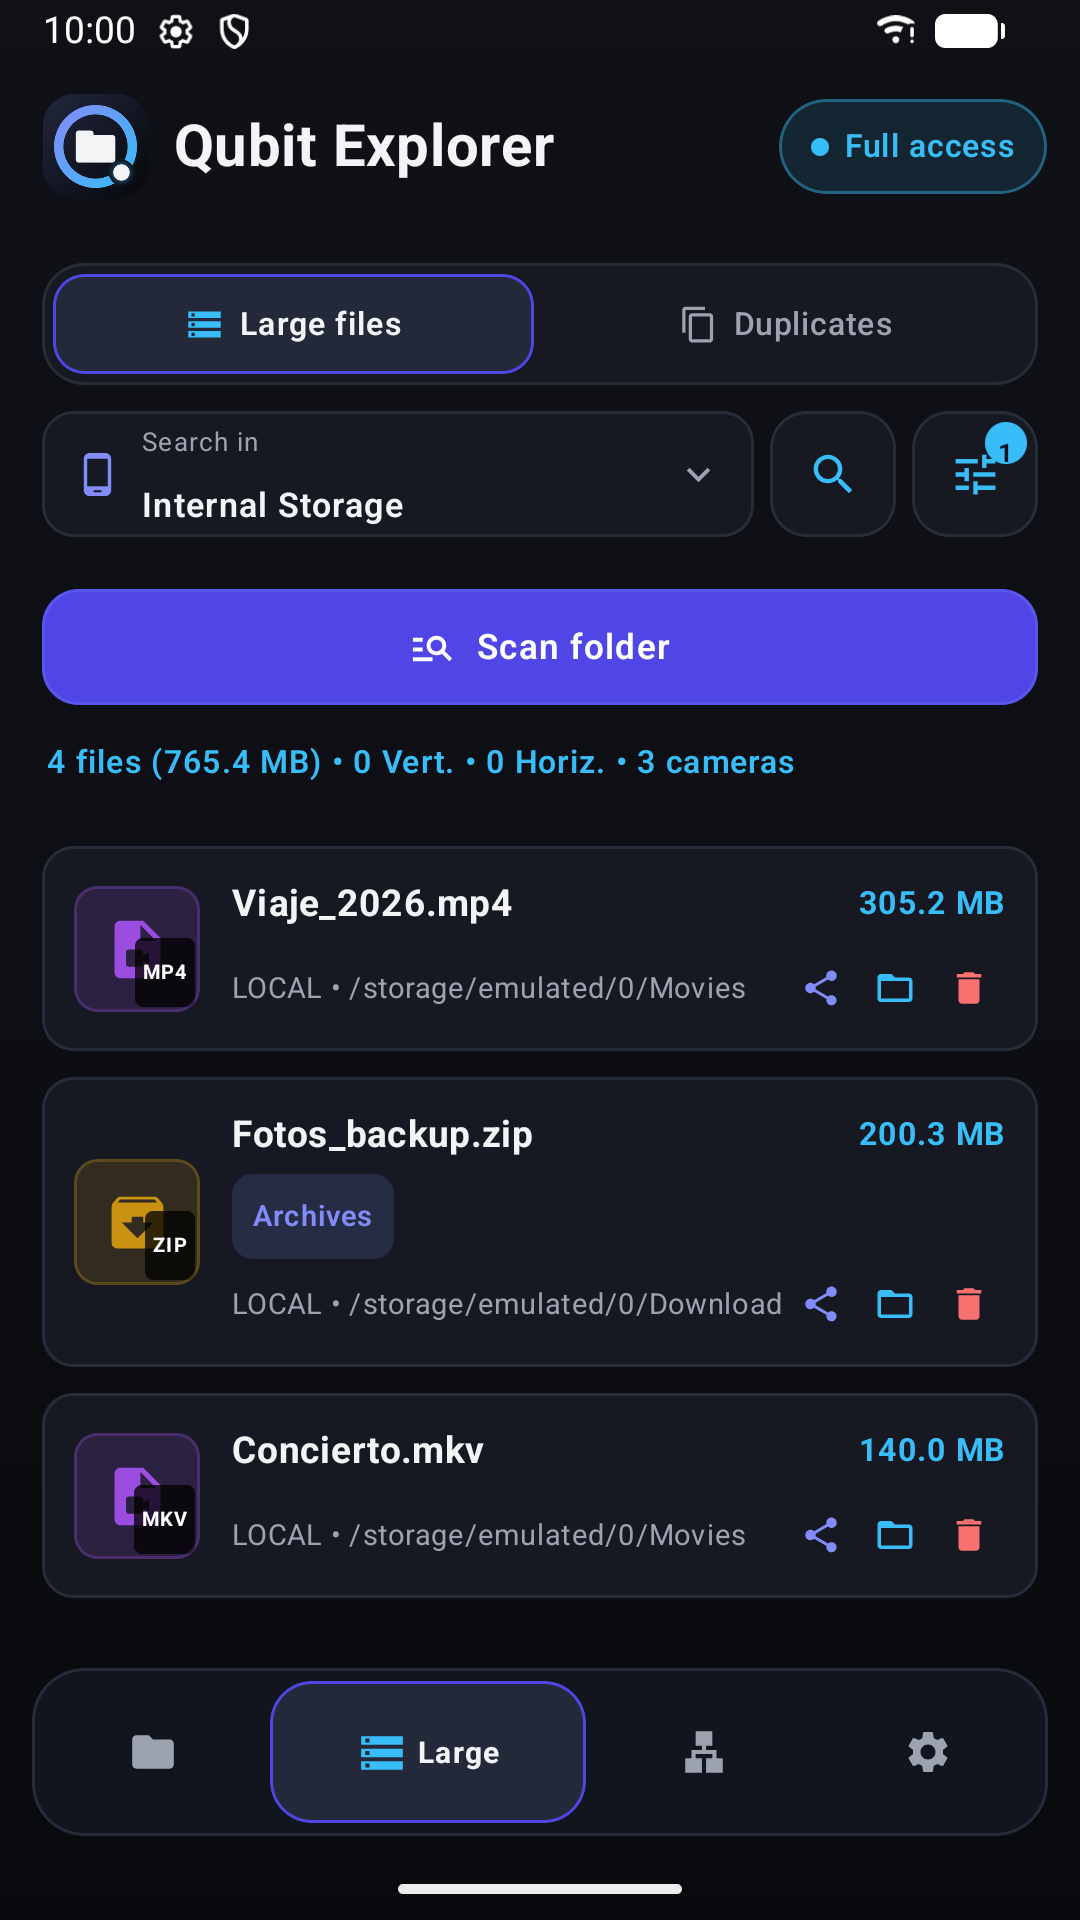 10:00
Qubit Explorer
Full access
Large files
Duplicates
Search in
Internal Storage
1
Scan folder
4 files (765.4 MB) • 0 Vert. • 0 Horiz. • 3 cameras
Viaje_2026.mp4
305.2 MB
MP4
LOCAL • /storage/emulated/0/Movies
Fotos_backup.zip
200.3 MB
Archives
ZIP
LOCAL • /storage/emulated/0/Download
Concierto.mkv
140.0 MB
MKV
LOCAL • /storage/emulated/0/Movies
Large